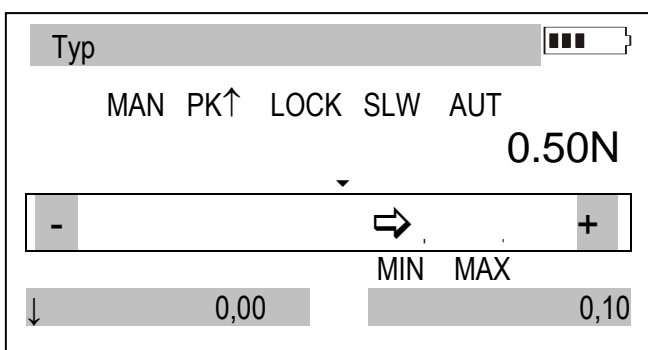 Typ
MAN PK↑ LOCK SLW AUT
0.50N
- +
MIN MAX
↓ 0,00 0,10